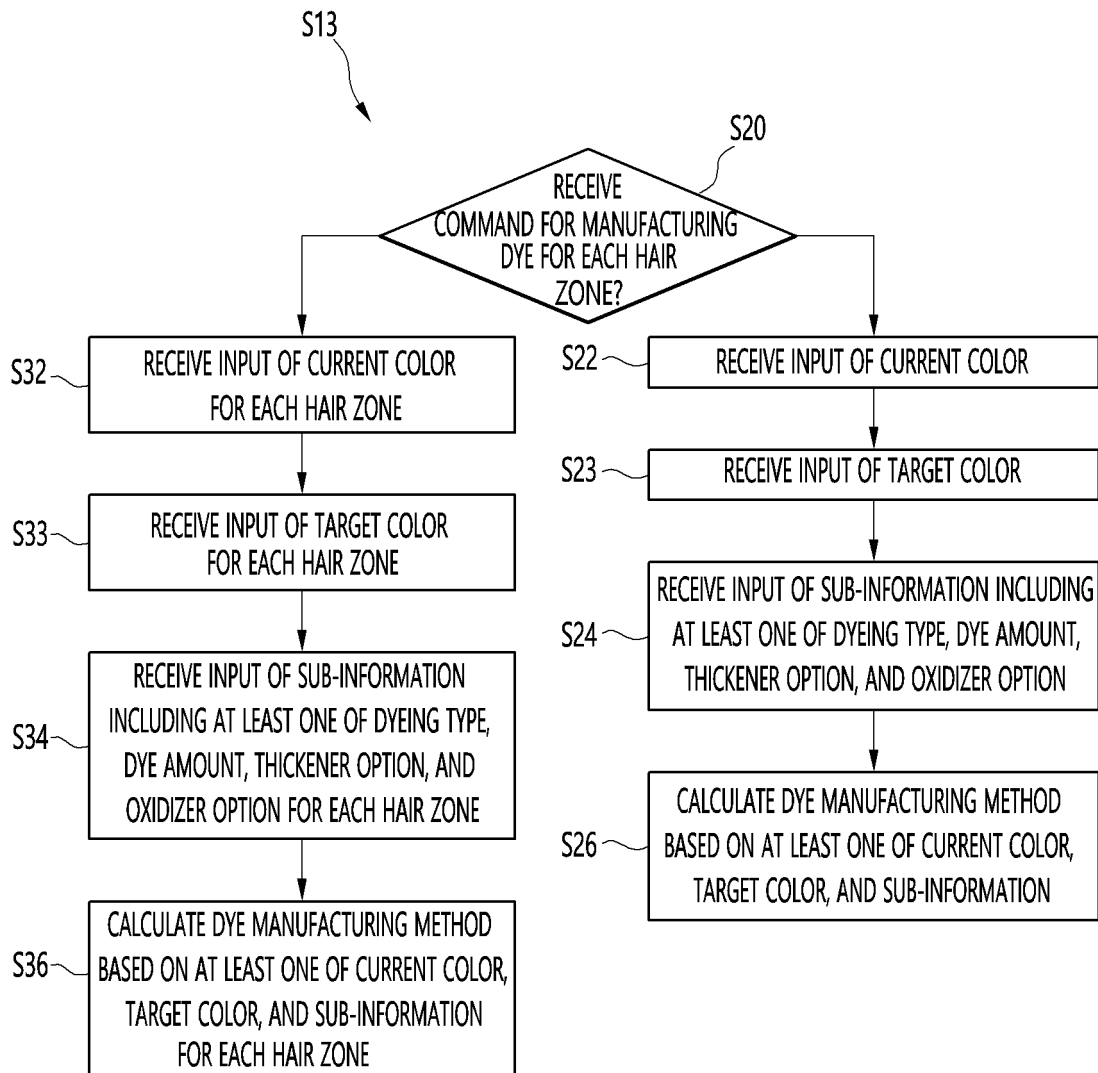 S13
S20
RECEIVE
COMMAND FOR MANUFACTURING
DYE FOR EACH HAIR
ZONE?
S32
RECEIVE INPUT OF CURRENT COLOR
FOR EACH HAIR ZONE
S33
RECEIVE INPUT OF TARGET COLOR
FOR EACH HAIR ZONE
S34
RECEIVE INPUT OF SUB-INFORMATION
INCLUDING AT LEAST ONE OF DYEING TYPE,
DYE AMOUNT, THICKENER OPTION, AND
OXIDIZER OPTION FOR EACH HAIR ZONE
S36
CALCULATE DYE MANUFACTURING METHOD
BASED ON AT LEAST ONE OF CURRENT COLOR,
TARGET COLOR, AND SUB-INFORMATION
FOR EACH HAIR ZONE
S22
RECEIVE INPUT OF CURRENT COLOR
S23
RECEIVE INPUT OF TARGET COLOR
S24
RECEIVE INPUT OF SUB-INFORMATION INCLUDING
AT LEAST ONE OF DYEING TYPE, DYE AMOUNT,
THICKENER OPTION, AND OXIDIZER OPTION
S26
CALCULATE DYE MANUFACTURING METHOD
BASED ON AT LEAST ONE OF CURRENT COLOR,
TARGET COLOR, AND SUB-INFORMATION